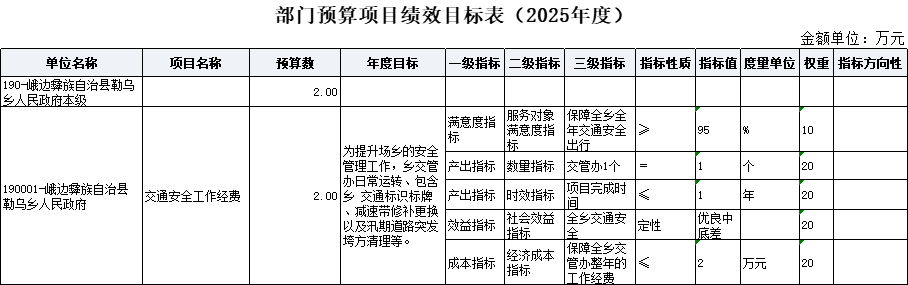 部门预算项目绩效目标表（2025年度）
金额单位：万元
单位名称 项目名称 预算数 年度目标 一级指标 二级指标 三级指标 指标性质 指标值 度量单位 权重 指标方向性
190-峨边彝族自治县勒乌
乡人民政府本级
2.00
190001-峨边彝族自治县
勒乌乡人民政府
交通安全工作经费
2.00
为提升场乡的安全
管理工作，乡交管
办日常运转、包含
乡 交通标识标牌
、减速带修补更换
以及汛期道路突发
垮方清理等。
满意度指
标
服务对象
满意度指
标
保障全乡全
年交通安全
出行
≥ 95 % 10
产出指标 数量指标 交管办1个 ＝ 1 个 20
产出指标 时效指标 项目完成时
间
≤ 1 年 20
效益指标 社会效益
指标
全乡交通安
全
定性 优良中
底差
20
成本指标 经济成本
指标
保障全乡交
管办整年的
工作经费
≤ 2 万元 20